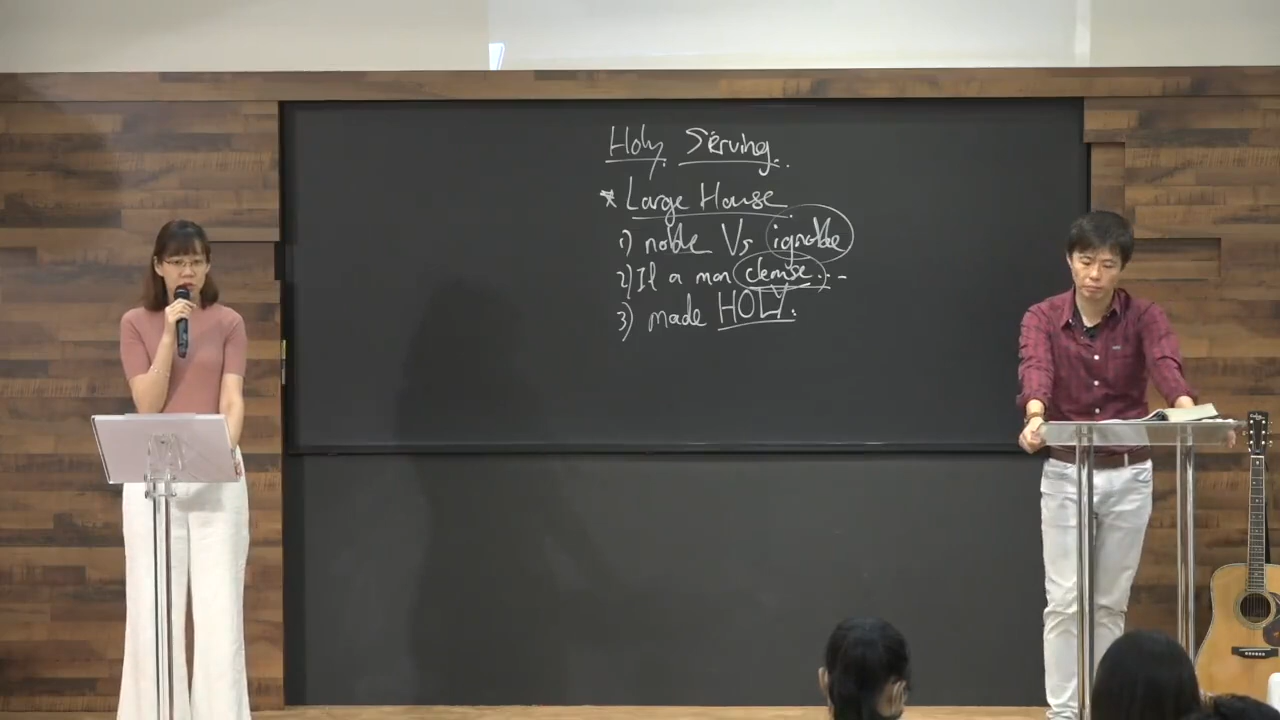 Holy Serving..
* Large House
1) noble Vs ignoble
2) If a man cleanse...--
3) made HOLY.